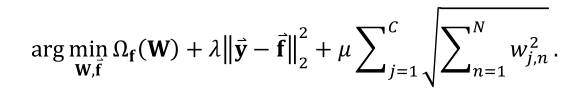 arg min_{𝐖,𝐟⃗} Ω_𝐟(𝐖) + λ‖𝐲⃗ − 𝐟⃗‖₂² + μ ∑_{j=1}^{C} √(∑_{n=1}^{N} w_{j,n}²) .